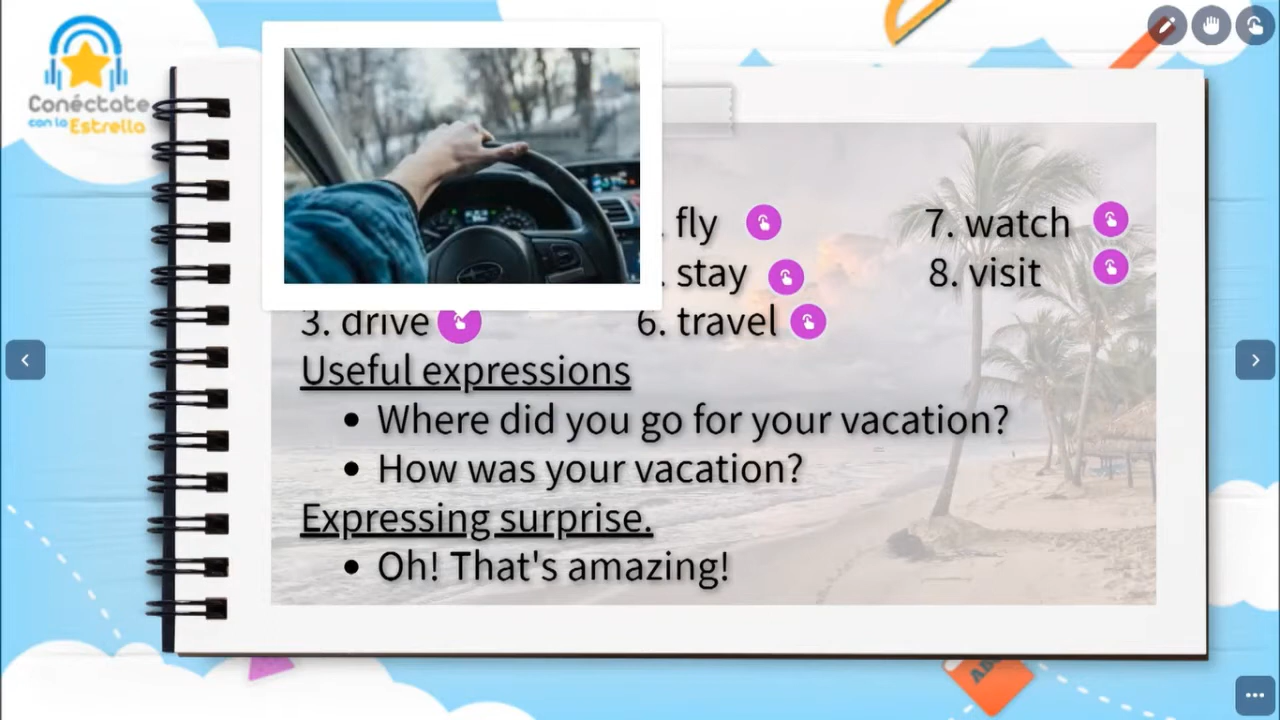 Conéctate
con la Estrella
. fly
7. watch
. stay
8. visit
3. drive
6. travel
Useful expressions
• Where did you go for your vacation?
• How was your vacation?
Expressing surprise.
• Oh! That's amazing!